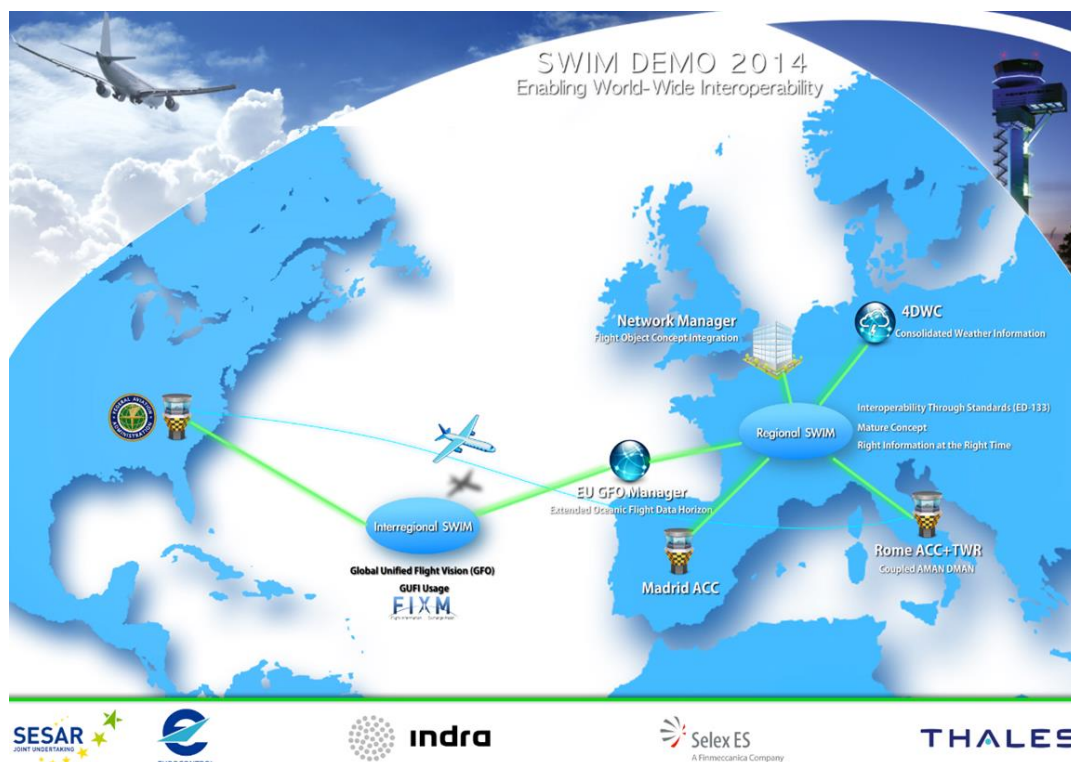 SWIM DEMO 2014
Enabling World-Wide Interoperability
4DWC
Consolidated Weather Information
Network Manager
Flight Object Concept Integration
FEDERAL AVIATION
ADMINISTRATION
Interoperability Through Standards (ED-133)
Mature Concept
Right Information at the Right Time
Regional SWIM
EU GFO Manager
Extended Oceanic Flight Data Horizon
Interregional SWIM
Global Unified Flight Vision (GFO)
GUFI Usage
FIXM
Rome ACC+TWR
Coupled AMAN DMAN
Madrid ACC
SESAR
JOINT UNDERTAKING
indra
Selex ES
A Finmeccanica Company
THALES